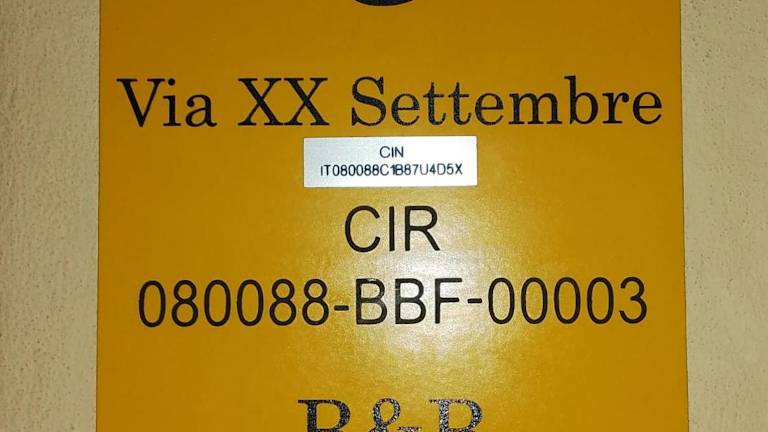 Via XX Settembre
CIN
IT080088C1B87U4D5X
CIR
080088-BBF-00003
B&B